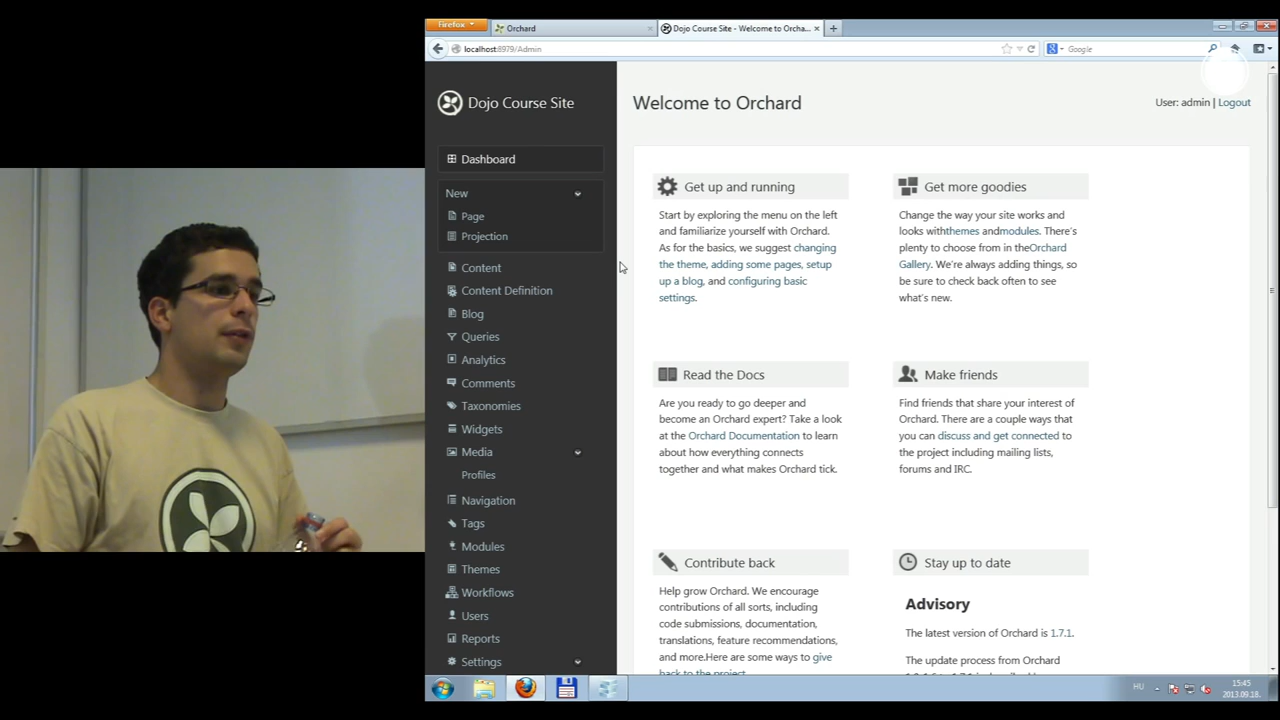 Firefox
Orchard
Dojo Course Site - Welcome to Orcha...
localhost:8979/Admin
Google
Dojo Course Site
Welcome to Orchard
User: admin | Logout
Dashboard
New
Page
Projection
Content
Content Definition
Blog
Queries
Analytics
Comments
Taxonomies
Widgets
Media
Profiles
Navigation
Tags
Modules
Themes
Workflows
Users
Reports
Settings
Get up and running
Start by exploring the menu on the left
and familiarize yourself with Orchard.
As for the basics, we suggest changing
the theme, adding some pages, setup
up a blog, and configuring basic
settings.
Get more goodies
Change the way your site works and
looks withthemes andmodules. There's
plenty to choose from in theOrchard
Gallery. We're always adding things, so
be sure to check back often to see
what's new.
Read the Docs
Are you ready to go deeper and
become an Orchard expert? Take a look
at the Orchard Documentation to learn
about how everything connects
together and what makes Orchard tick.
Make friends
Find friends that share your interest of
Orchard. There are a couple ways that
you can discuss and get connected to
the project including mailing lists,
forums and IRC.
Contribute back
Help grow Orchard. We encourage
contributions of all sorts, including
code submissions, documentation,
translations, feature recommendations,
and more.Here are some ways to give
back to the project.
Stay up to date
Advisory
The latest version of Orchard is 1.7.1.
The update process from Orchard
HU
15:45
2013.09.18.